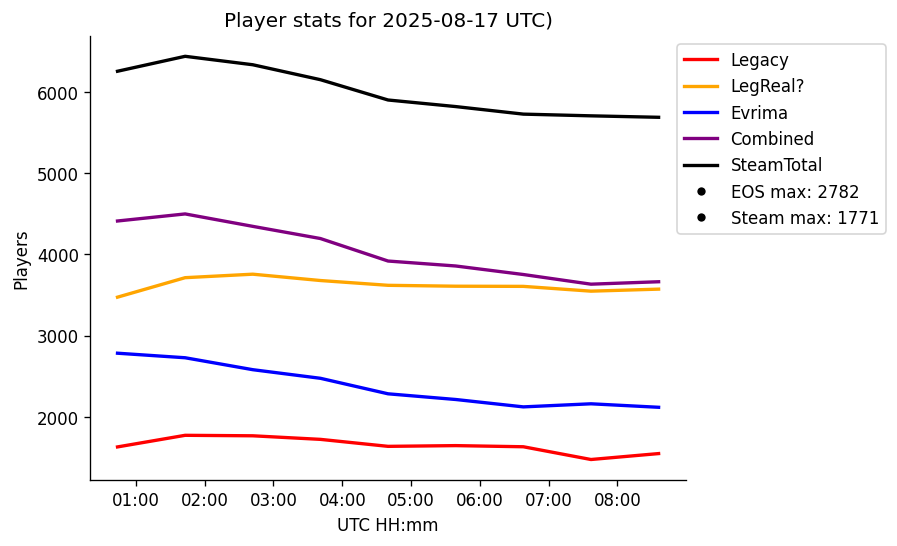 Player stats for 2025-08-17 UTC)
Legacy
LegReal?
Evrima
Combined
SteamTotal
EOS max: 2782
Steam max: 1771
Players
6000
5000
4000
3000
2000
01:00 02:00 03:00 04:00 05:00 06:00 07:00 08:00
UTC HH:mm